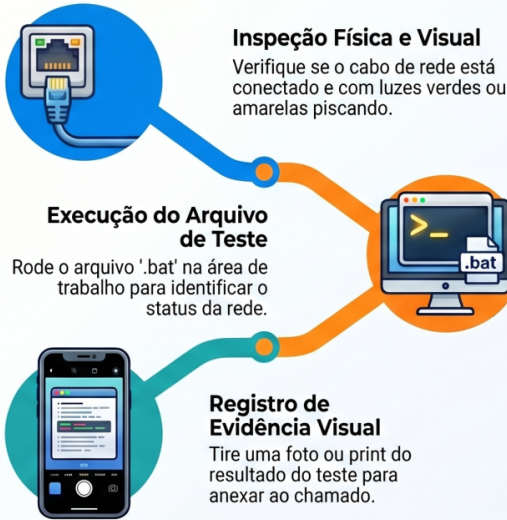 Inspeção Física e Visual
Verifique se o cabo de rede está
conectado e com luzes verdes ou
amarelas piscando.
Execução do Arquivo
de Teste
Rode o arquivo '.bat' na área de
trabalho para identificar o
status da rede.
>_
.bat
Registro de
Evidência Visual
Tire uma foto ou print do
resultado do teste para
anexar ao chamado.